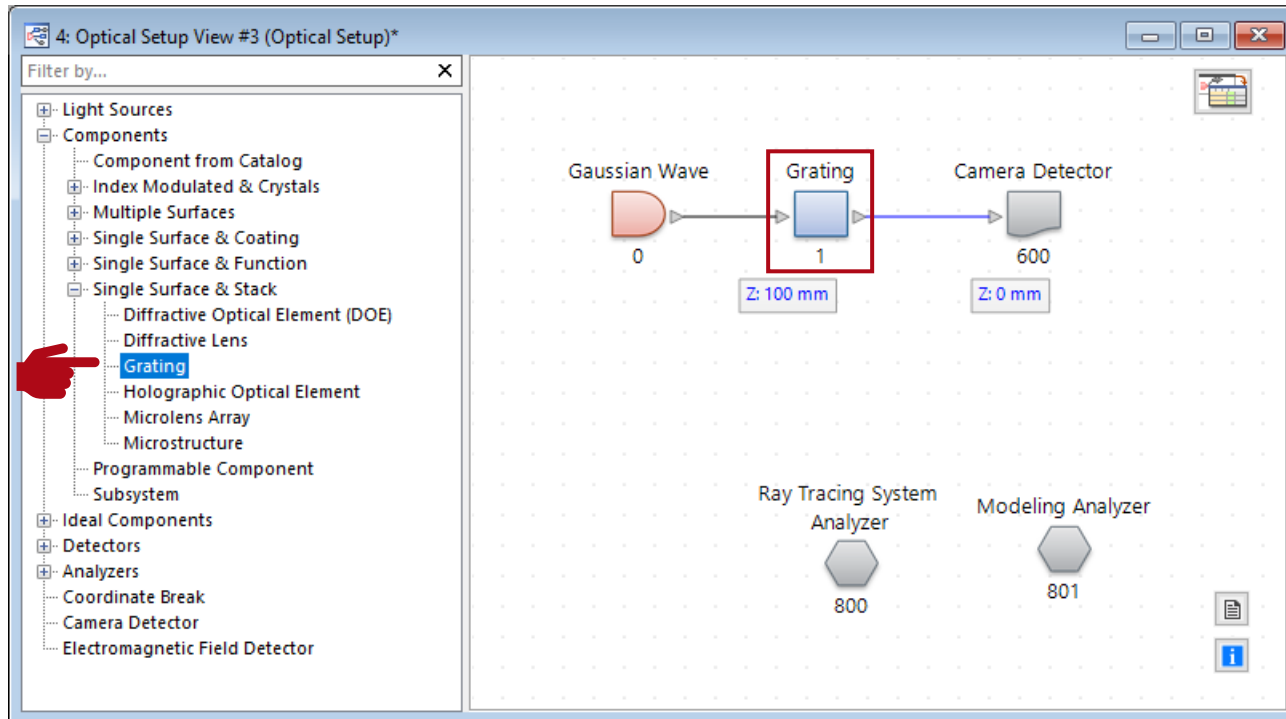 4: Optical Setup View #3 (Optical Setup)*
Filter by...
Light Sources
Components
Component from Catalog
Index Modulated & Crystals
Multiple Surfaces
Single Surface & Coating
Single Surface & Function
Single Surface & Stack
Diffractive Optical Element (DOE)
Diffractive Lens
Grating
Holographic Optical Element
Microlens Array
Microstructure
Programmable Component
Subsystem
Ideal Components
Detectors
Analyzers
Coordinate Break
Camera Detector
Electromagnetic Field Detector
Gaussian Wave
0
Grating
1
Camera Detector
600
Z: 100 mm
Z: 0 mm
Ray Tracing System
Analyzer
800
Modeling Analyzer
801